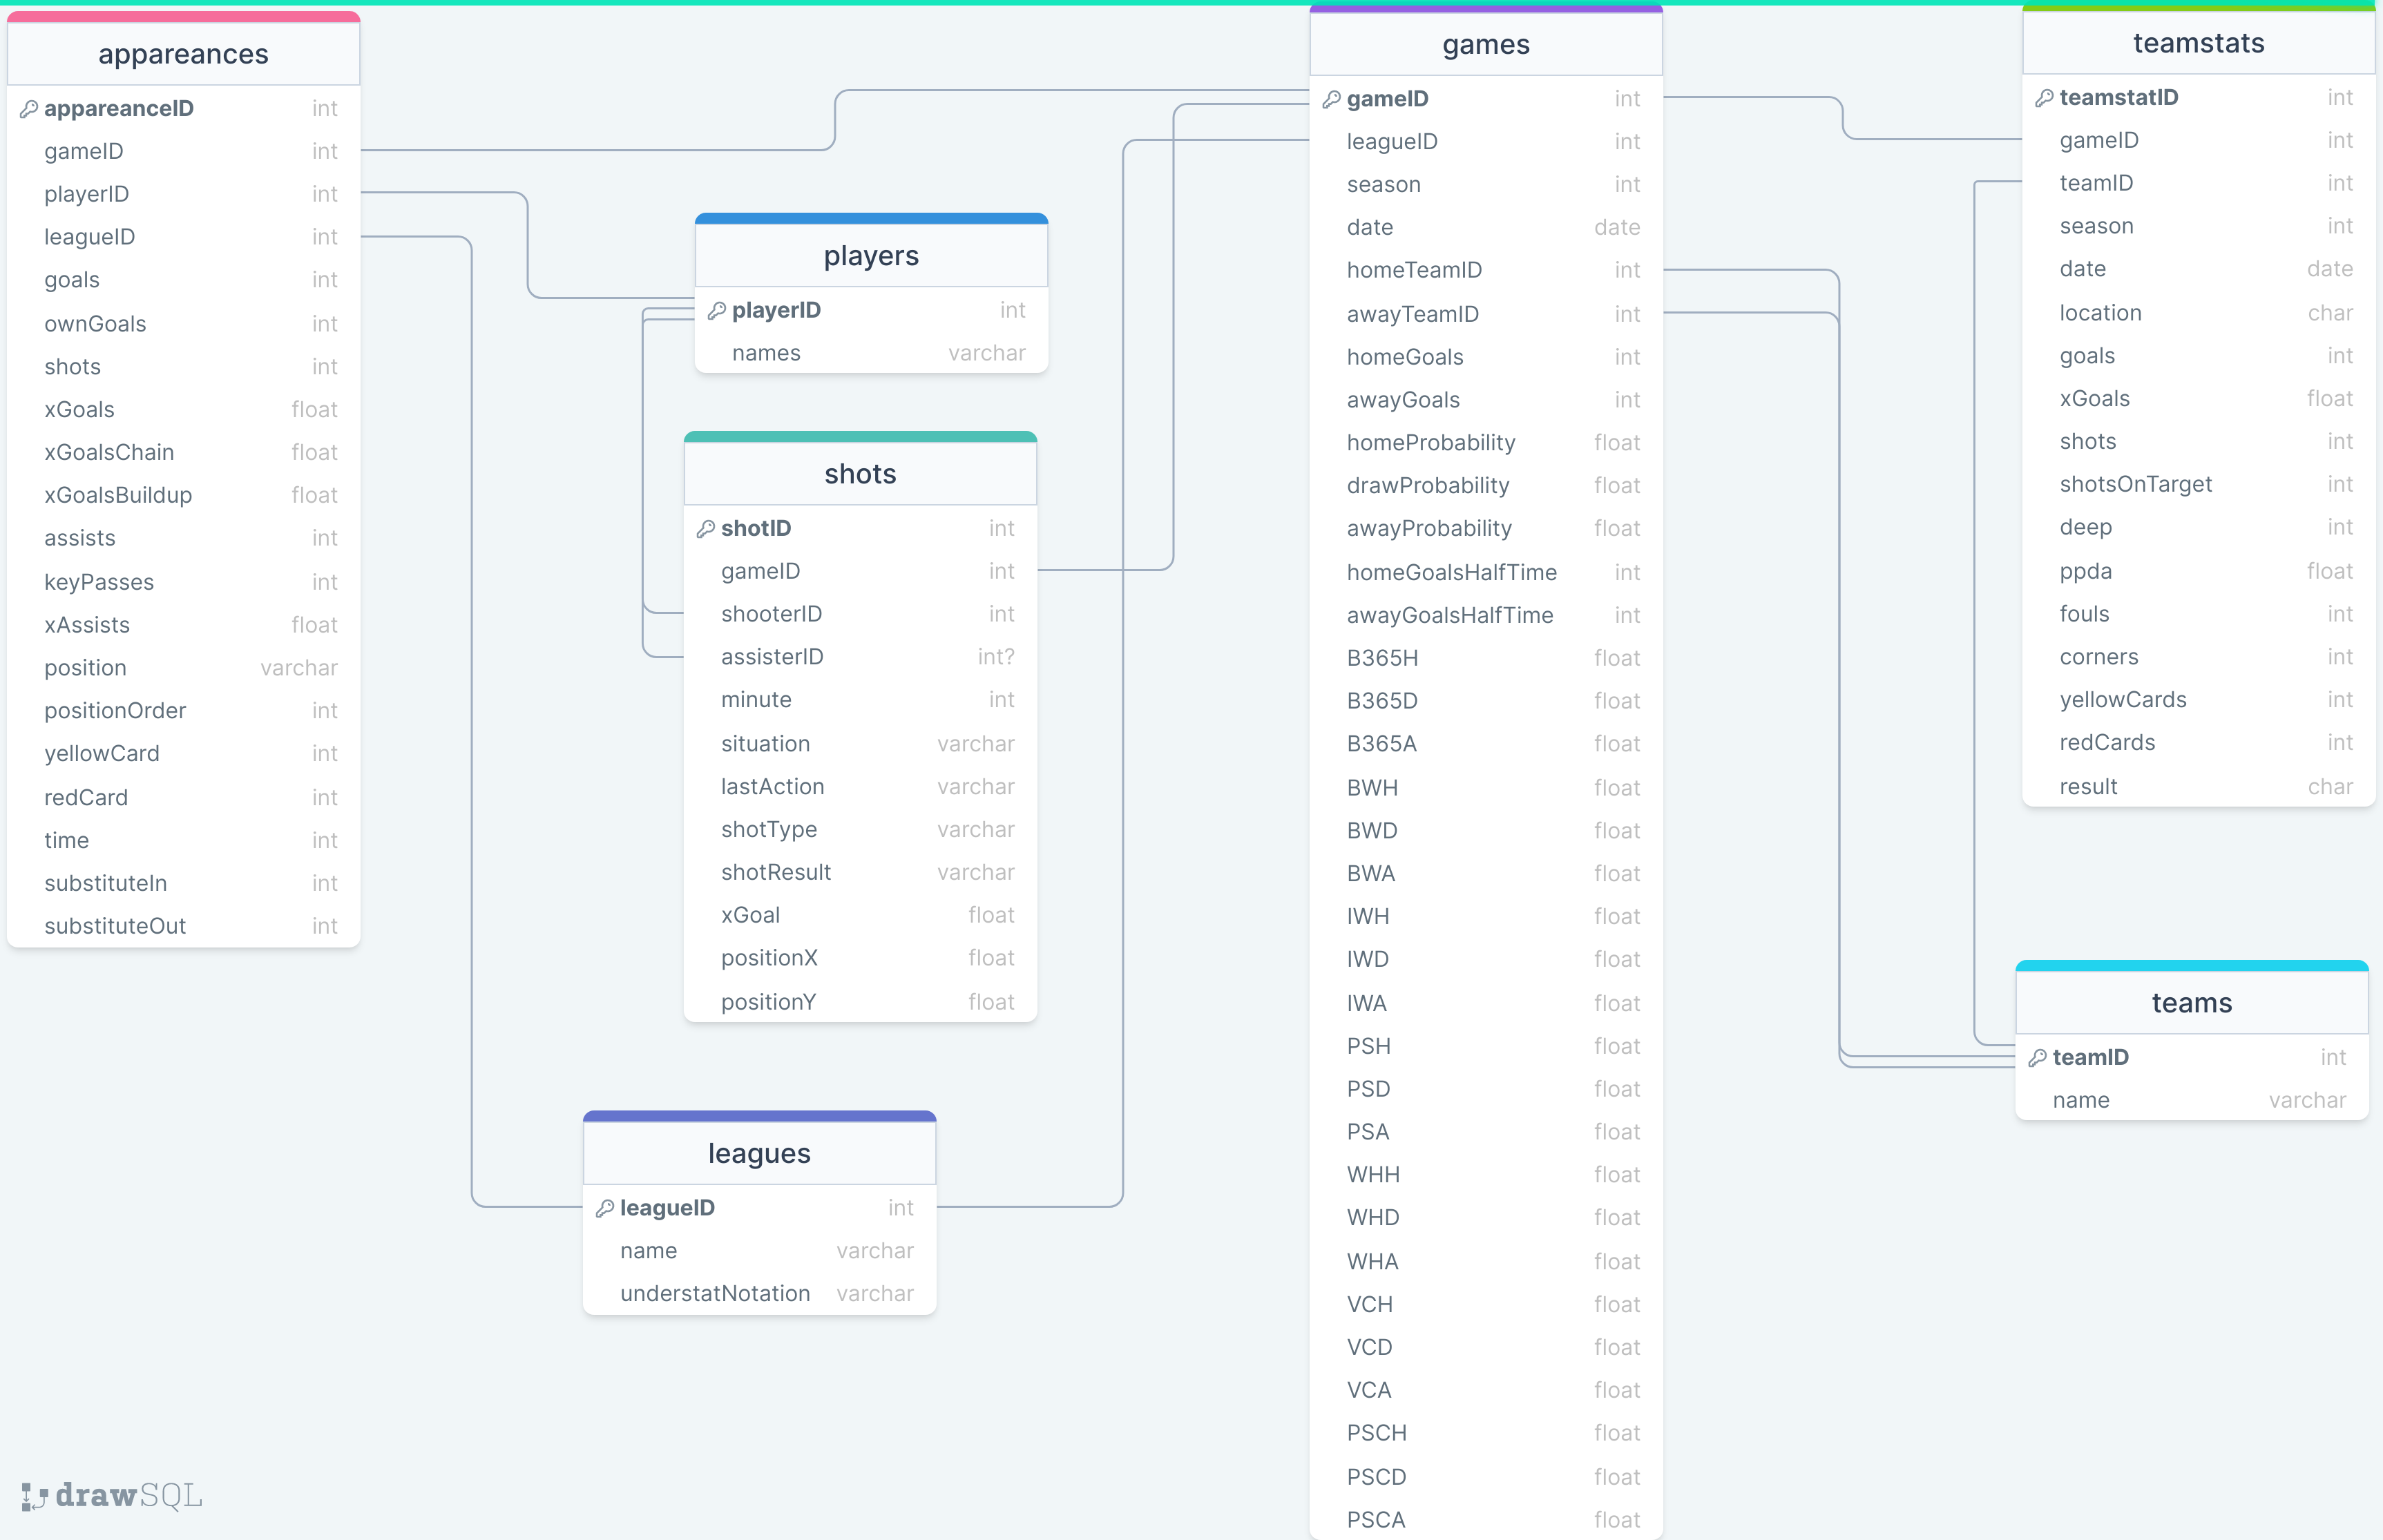 appareances
appareanceID int
gameID int
playerID int
leagueID int
goals int
ownGoals int
shots int
xGoals float
xGoalsChain float
xGoalsBuildup float
assists int
keyPasses int
xAssists float
position varchar
positionOrder int
yellowCard int
redCard int
time int
substituteIn int
substituteOut int
players
playerID int
names varchar
shots
shotID int
gameID int
shooterID int
assisterID int?
minute int
situation varchar
lastAction varchar
shotType varchar
shotResult varchar
xGoal float
positionX float
positionY float
leagues
leagueID int
name varchar
understatNotation varchar
games
gameID int
leagueID int
season int
date date
homeTeamID int
awayTeamID int
homeGoals int
awayGoals int
homeProbability float
drawProbability float
awayProbability float
homeGoalsHalfTime int
awayGoalsHalfTime int
B365H float
B365D float
B365A float
BWH float
BWD float
BWA float
IWH float
IWD float
IWA float
PSH float
PSD float
PSA float
WHH float
WHD float
WHA float
VCH float
VCD float
VCA float
PSCH float
PSCD float
PSCA float
teamstats
teamstatID int
gameID int
teamID int
season int
date date
location char
goals int
xGoals float
shots int
shotsOnTarget int
deep int
ppda float
fouls int
corners int
yellowCards int
redCards int
result char
teams
teamID int
name varchar
drawSQL